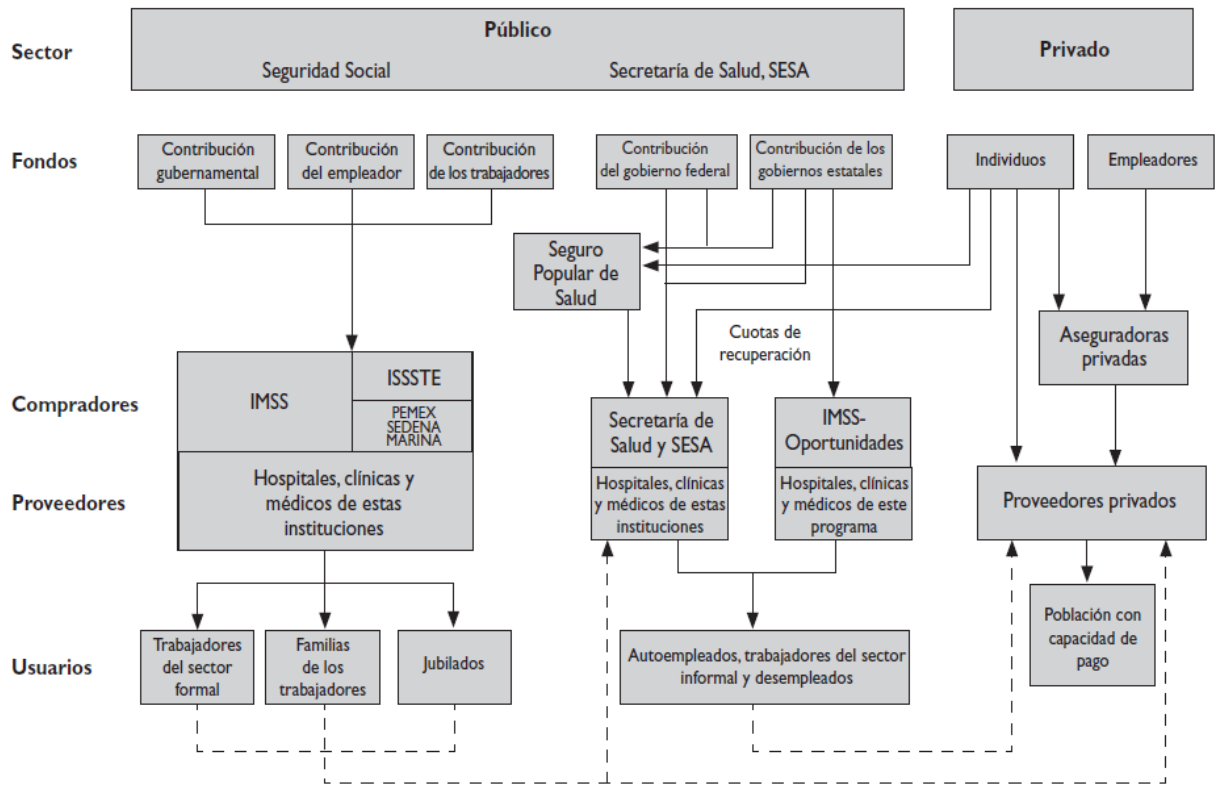 Sector
Público
Seguridad Social
Secretaría de Salud, SESA
Privado
Fondos
Contribución
gubernamental
Contribución
del empleador
Contribución
de los trabajadores
Contribución
del gobierno federal
Contribución de los
gobiernos estatales
Individuos
Empleadores
Seguro
Popular de
Salud
Cuotas de
recuperación
Aseguradoras
privadas
Compradores
IMSS
ISSSTE
PEMEX
SEDENA
MARINA
Secretaría de
Salud y SESA
IMSS-
Oportunidades
Proveedores
Hospitales, clínicas y
médicos de estas
instituciones
Hospitales, clínicas
y médicos de estas
instituciones
Hospitales, clínicas
y médicos de este
programa
Proveedores privados
Usuarios
Trabajadores
del sector
formal
Familias
de los
trabajadores
Jubilados
Autoempleados, trabajadores del sector
informal y desempleados
Población con
capacidad de
pago